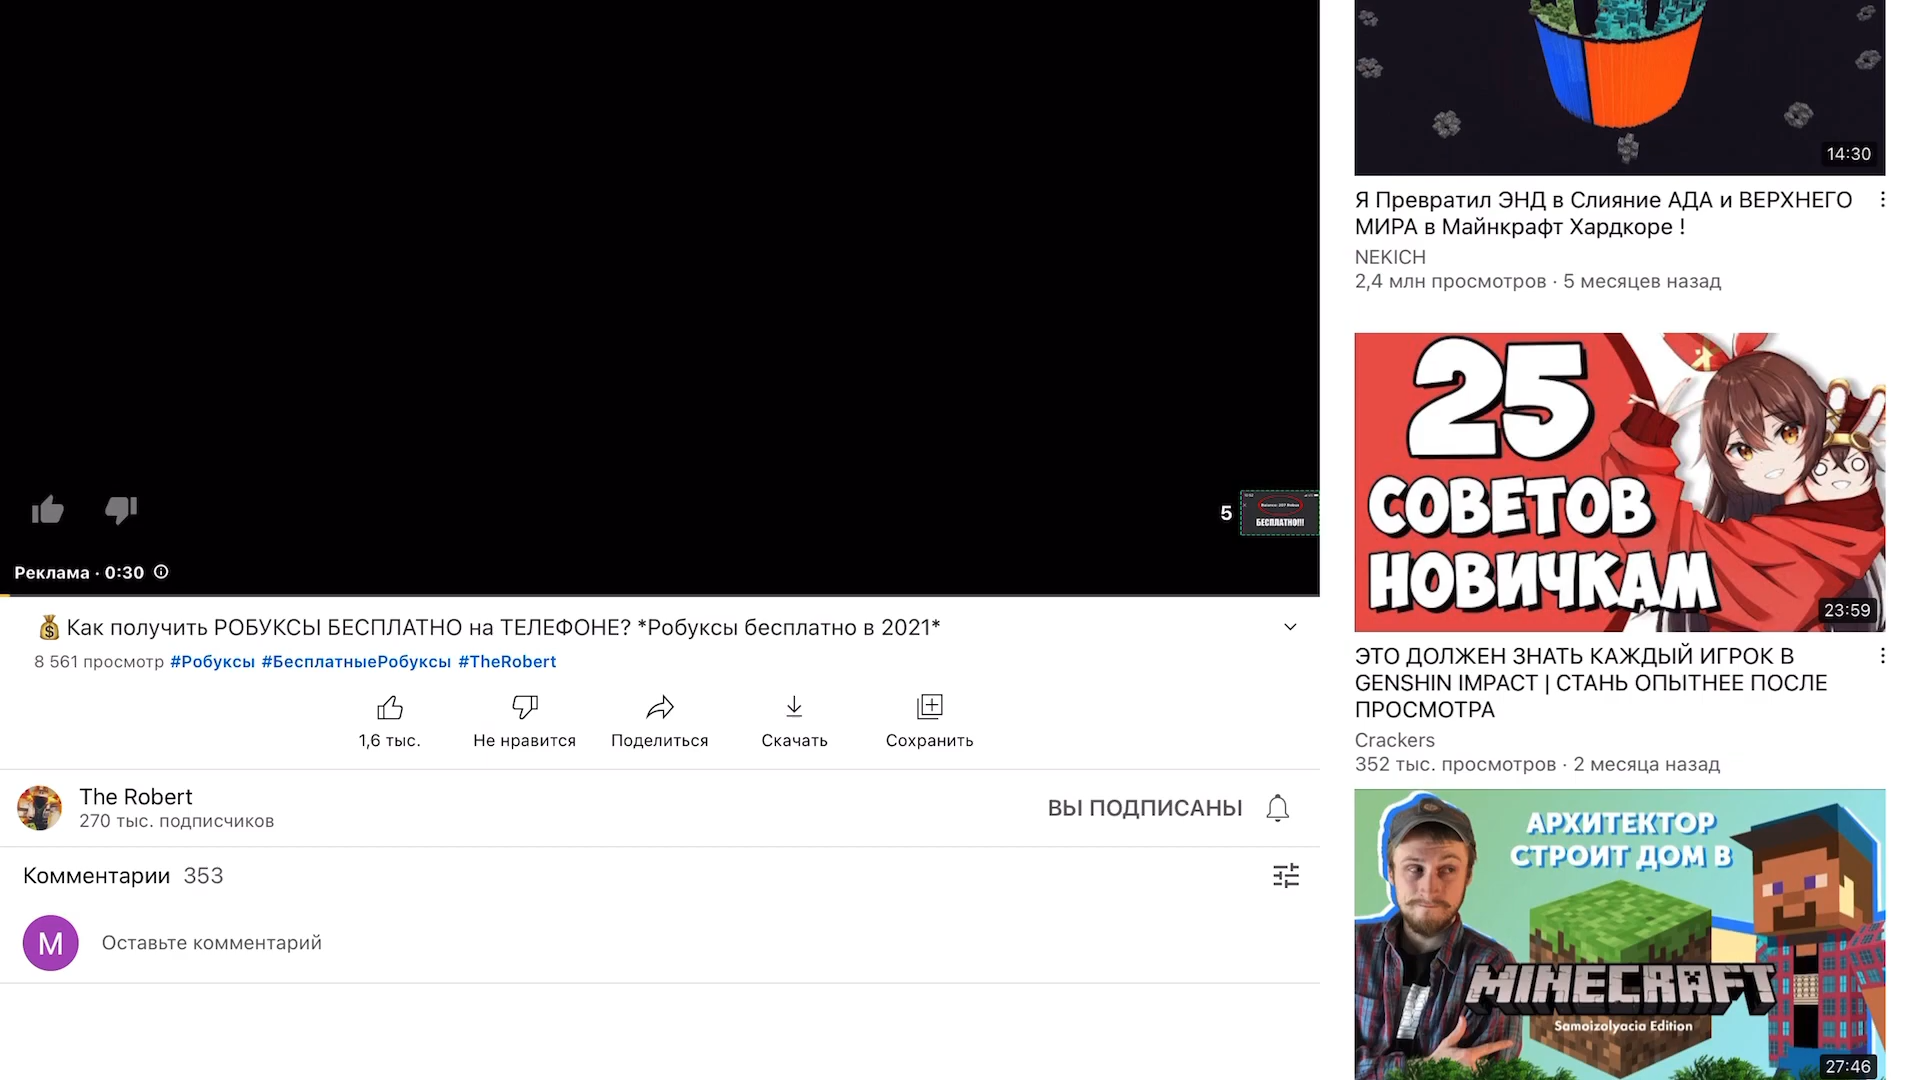 5
БЕСПЛАТНО!!!
Реклама · 0:30
💰 Как получить РОБУКСЫ БЕСПЛАТНО на ТЕЛЕФОНЕ? *Робуксы бесплатно в 2021*
8 561 просмотр #Робуксы #БесплатныеРобуксы #TheRobert
1,6 тыс.
Не нравится
Поделиться
Скачать
Сохранить
The Robert
270 тыс. подписчиков
ВЫ ПОДПИСАНЫ
Комментарии 353
M
Оставьте комментарий
14:30
Я Превратил ЭНД в Слияние АДА и ВЕРХНЕГО
МИРА в Майнкрафт Хардкоре !
NEKICH
2,4 млн просмотров · 5 месяцев назад
25
СОВЕТОВ
НОВИЧКАМ
23:59
ЭТО ДОЛЖЕН ЗНАТЬ КАЖДЫЙ ИГРОК В
GENSHIN IMPACT | СТАНЬ ОПЫТНЕЕ ПОСЛЕ
ПРОСМОТРА
Crackers
352 тыс. просмотров · 2 месяца назад
АРХИТЕКТОР
СТРОИТ ДОМ В
MINECRAFT
Samoizolyacia Edition
27:46